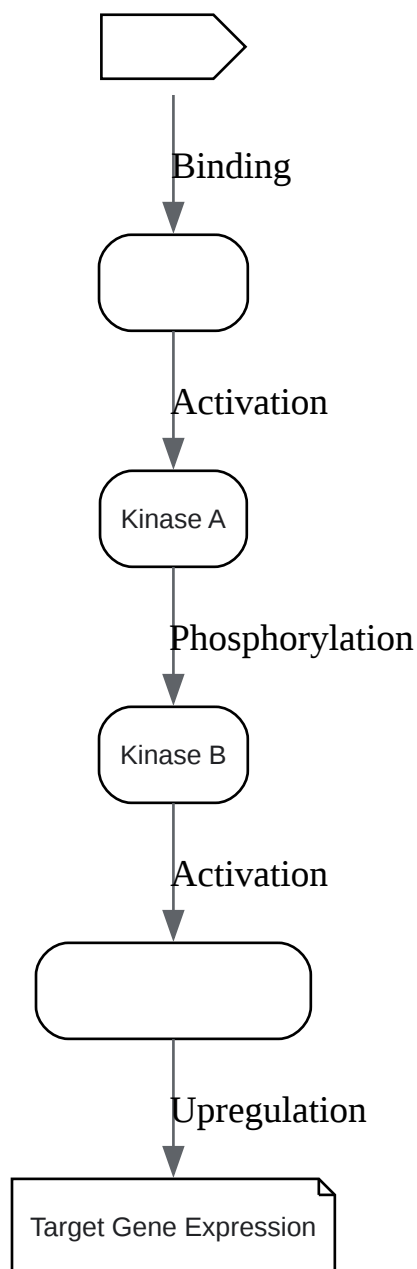 Binding
Activation
Kinase A
Phosphorylation
Kinase B
Activation
Upregulation
Target Gene Expression